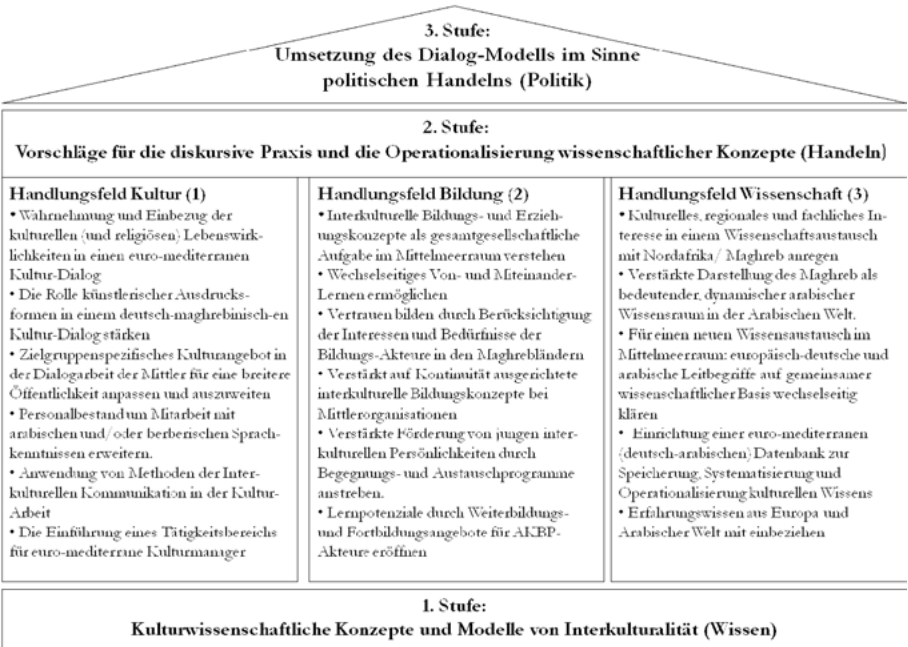 3. Stufe:
Umsetzung des Dialog-Modells im Sinne
politischen Handelns (Politik)
2. Stufe:
Vorschläge für die diskursive Praxis und die Operationalisierung wissenschaftlicher Konzepte (Handeln)
Handlungsfeld Kultur (1)
• Wahrnehmung und Einbezug der
kulturellen (und religiösen) Lebenswirk-
lichkeiten in einen euro-mediterranen
Kultur-Dialog
• Die Rolle künstlerischer Ausdrucks-
formen in einem deutsch-maghrebinisch-en
Kultur-Dialog stärken
• Zielgruppenspezifisches Kulturangebot in
der Dialogarbeit der Mittler für eine breitere
Öffentlichkeit anpassen und auszuweiten
• Personalbestand um Mitarbeit mit
arabischen und/oder berberischen Sprach-
kenntnissen erweitern.
• Anwendung von Methoden der Inter-
kulturellen Kommunikation in der Kultur-
Arbeit
• Die Einführung eines Tätigkeitsbereichs
für euro-mediterrane Kulturmanager
Handlungsfeld Bildung (2)
• Interkulturelle Bildungs- und Erzieh-
ungskonzepte als gesamtgesellschaftliche
Aufgabe im Mittelmeerraum verstehen
• Wechselseitiges Von- und Miteinander-
Lernen ermöglichen
• Vertrauen bilden durch Berücksichtigung
der Interessen und Bedürfnisse der
Bildungs-Akteure in den Maghrebländern
• Verstärkt auf Kontinuität ausgerichtete
interkulturelle Bildungskonzepte bei
Mittlerorganisationen
• Verstärkte Förderung von jungen inter-
kulturellen Persönlichkeiten durch
Begegnungs- und Austauschprogramme
anstreben.
• Lernpotenziale durch Weiterbildungs-
und Fortbildungsangebote für AKBP-
Akteure eröffnen
Handlungsfeld Wissenschaft (3)
• Kulturelles, regionales und fachliches In-
teresse in einem Wissenschaftsaustausch
mit Nordafrika/ Maghreb anregen
• Verstärkte Darstellung des Maghreb als
bedeutender, dynamischer arabischer
Wissensraum in der Arabischen Welt.
• Für einen neuen Wissensaustausch im
Mittelmeerraum: europäisch-deutsche und
arabische Leitbegriffe auf gemeinsamer
wissenschaftlicher Basis wechselseitig
klären
• Einrichtung einer euro-mediterranen
(deutsch-arabischen) Datenbank zur
Speicherung, Systematisierung und
Operationalisierung kulturellen Wissens
• Erfahrungswissen aus Europa und
Arabischer Welt mit einbeziehen
1. Stufe:
Kulturwissenschaftliche Konzepte und Modelle von Interkulturalität (Wissen)